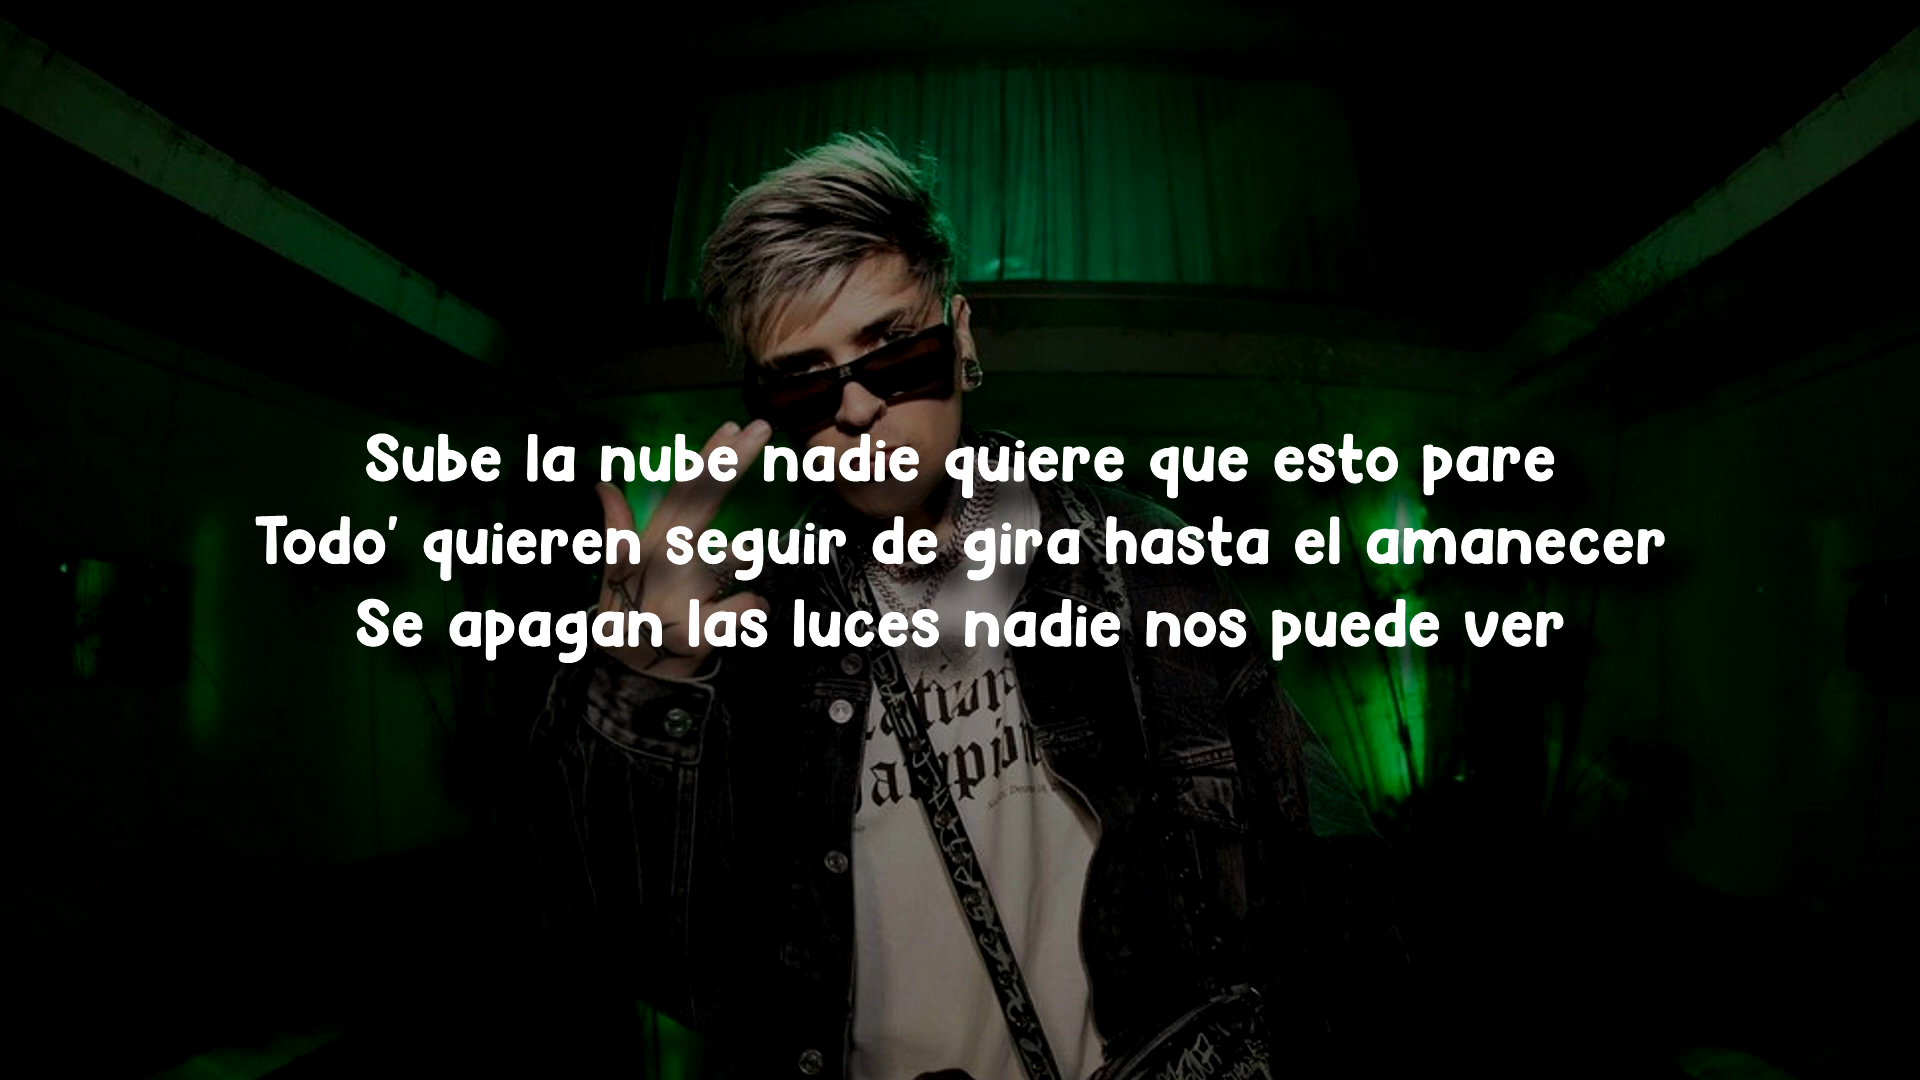 Sube la nube nadie quiere que esto pare
Todo' quieren seguir de gira hasta el amanecer
Se apagan las luces nadie nos puede ver